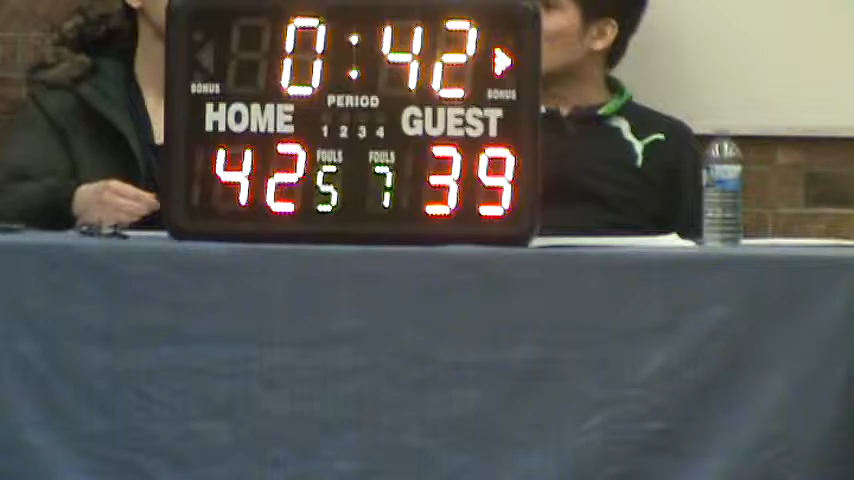 0:42
BONUS BONUS
PERIOD
HOME GUEST
1 2 3 4
FOULS FOULS
42 5 7 39